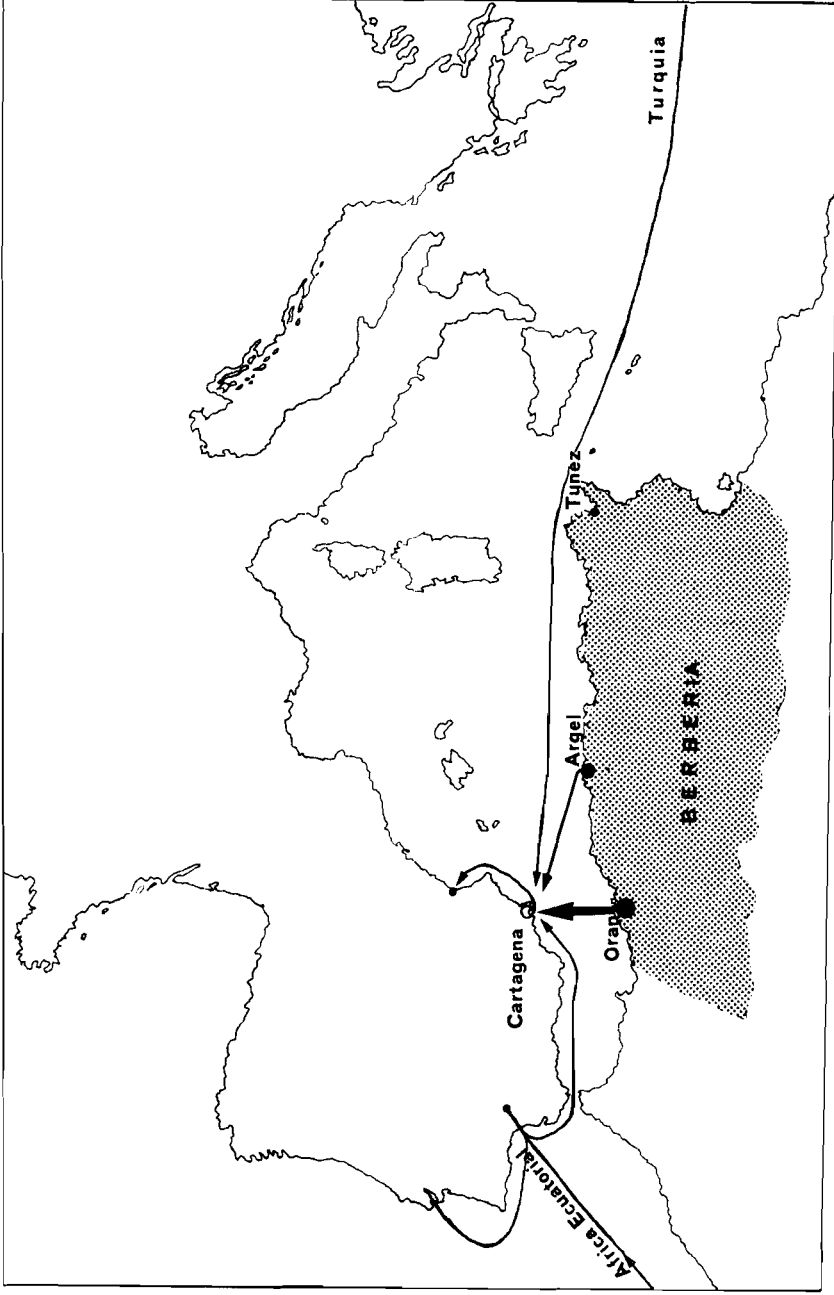 Turquia
Tunez
Argel
BERBERIA
Cartagena
Oran
Africa Ecuatorial